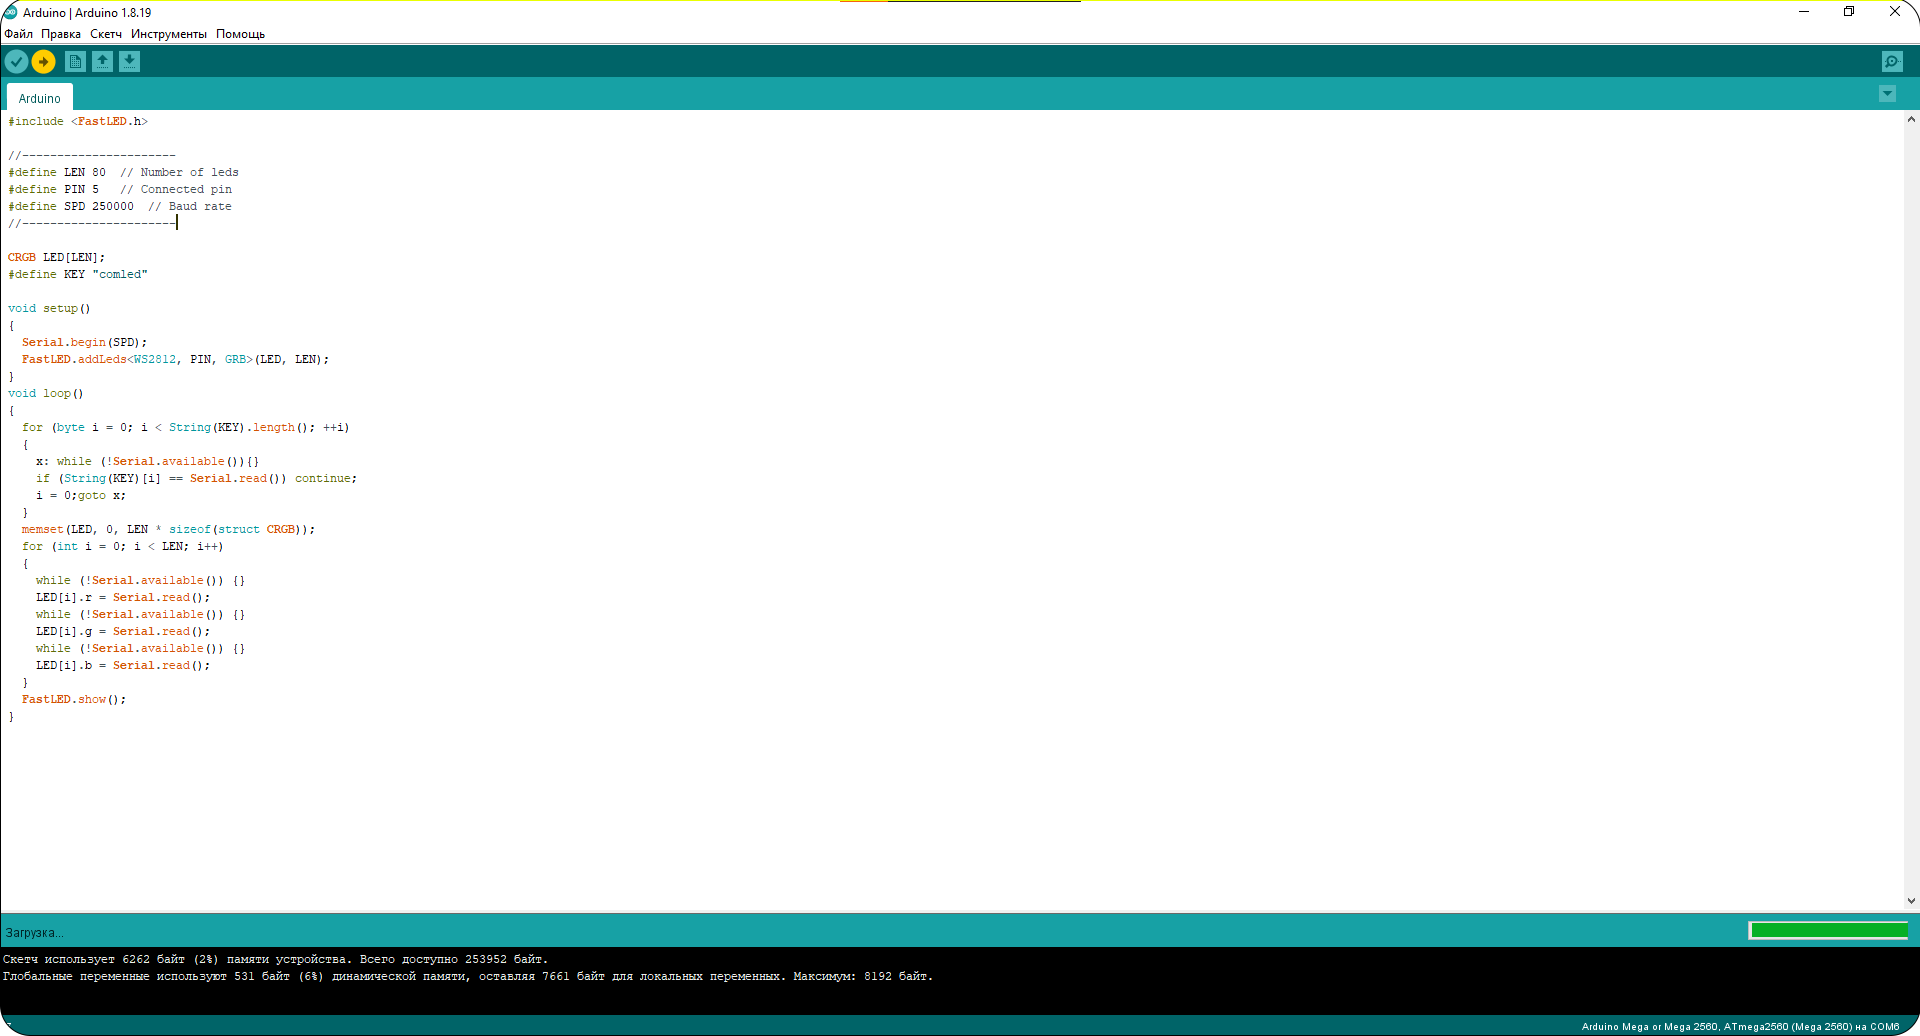 Arduino | Arduino 1.8.19
Файл Правка Скетч Инструменты Помощь
Arduino
#include <FastLED.h>
//----------------------
#define LEN 80  // Number of leds
#define PIN 5   // Connected pin
#define SPD 250000  // Baud rate
//----------------------
CRGB LED[LEN];
#define KEY "comled"
void setup()
{
  Serial.begin(SPD);
  FastLED.addLeds<WS2812, PIN, GRB>(LED, LEN);
}
void loop()
{
  for (byte i = 0; i < String(KEY).length(); ++i)
  {
    x: while (!Serial.available()){}
    if (String(KEY)[i] == Serial.read()) continue;
    i = 0;goto x;
  }
  memset(LED, 0, LEN * sizeof(struct CRGB));
  for (int i = 0; i < LEN; i++)
  {
    while (!Serial.available()) {}
    LED[i].r = Serial.read();
    while (!Serial.available()) {}
    LED[i].g = Serial.read();
    while (!Serial.available()) {}
    LED[i].b = Serial.read();
  }
  FastLED.show();
}
Загрузка...
Скетч использует 6262 байт (2%) памяти устройства. Всего доступно 253952 байт.
Глобальные переменные используют 531 байт (6%) динамической памяти, оставляя 7661 байт для локальных переменных. Максимум: 8192 байт.
Arduino Mega or Mega 2560, ATmega2560 (Mega 2560) на COM6